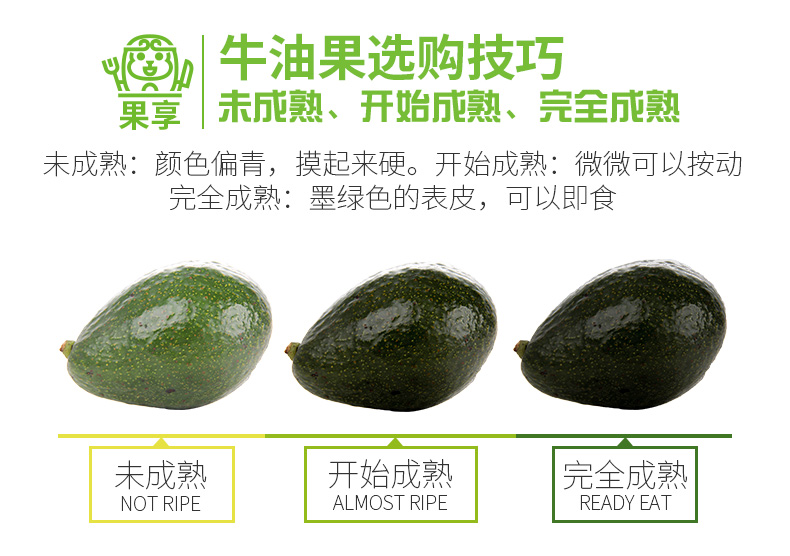 果享
牛油果选购技巧
未成熟、开始成熟、完全成熟
未成熟：颜色偏青，摸起来硬。开始成熟：微微可以按动
完全成熟：墨绿色的表皮，可以即食
未成熟
NOT RIPE
开始成熟
ALMOST RIPE
完全成熟
READY EAT